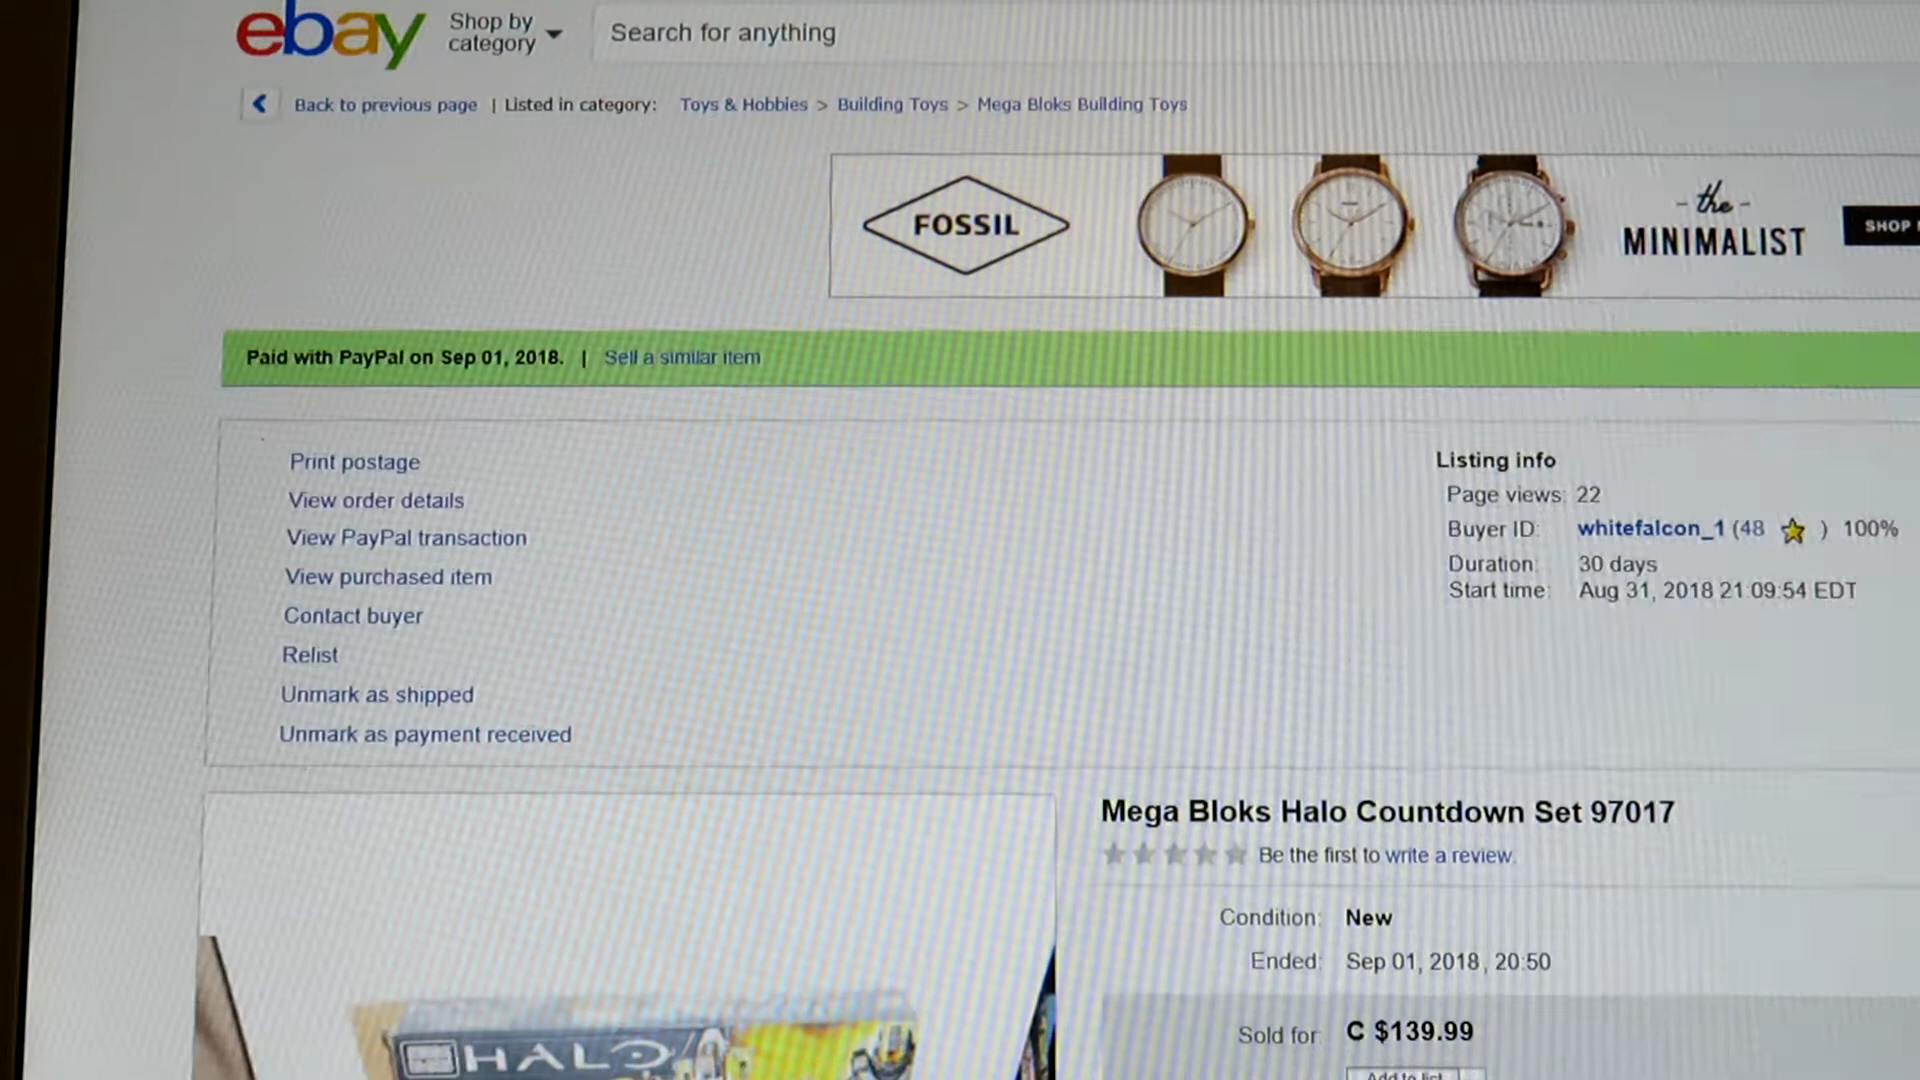 ebay
Shop by
category
Search for anything
Back to previous page | Listed in category: Toys & Hobbies > Building Toys > Mega Bloks Building Toys
FOSSIL
- the -
MINIMALIST
SHOP
Paid with PayPal on Sep 01, 2018. | Sell a similar item
Print postage
View order details
View PayPal transaction
View purchased item
Contact buyer
Relist
Unmark as shipped
Unmark as payment received
Listing info
Page views: 22
Buyer ID: whitefalcon_1 (48 ) 100%
Duration: 30 days
Start time: Aug 31, 2018 21:09:54 EDT
Mega Bloks Halo Countdown Set 97017
Be the first to write a review.
Condition: New
Ended: Sep 01, 2018, 20:50
Sold for: C $139.99
Add to list
HALO